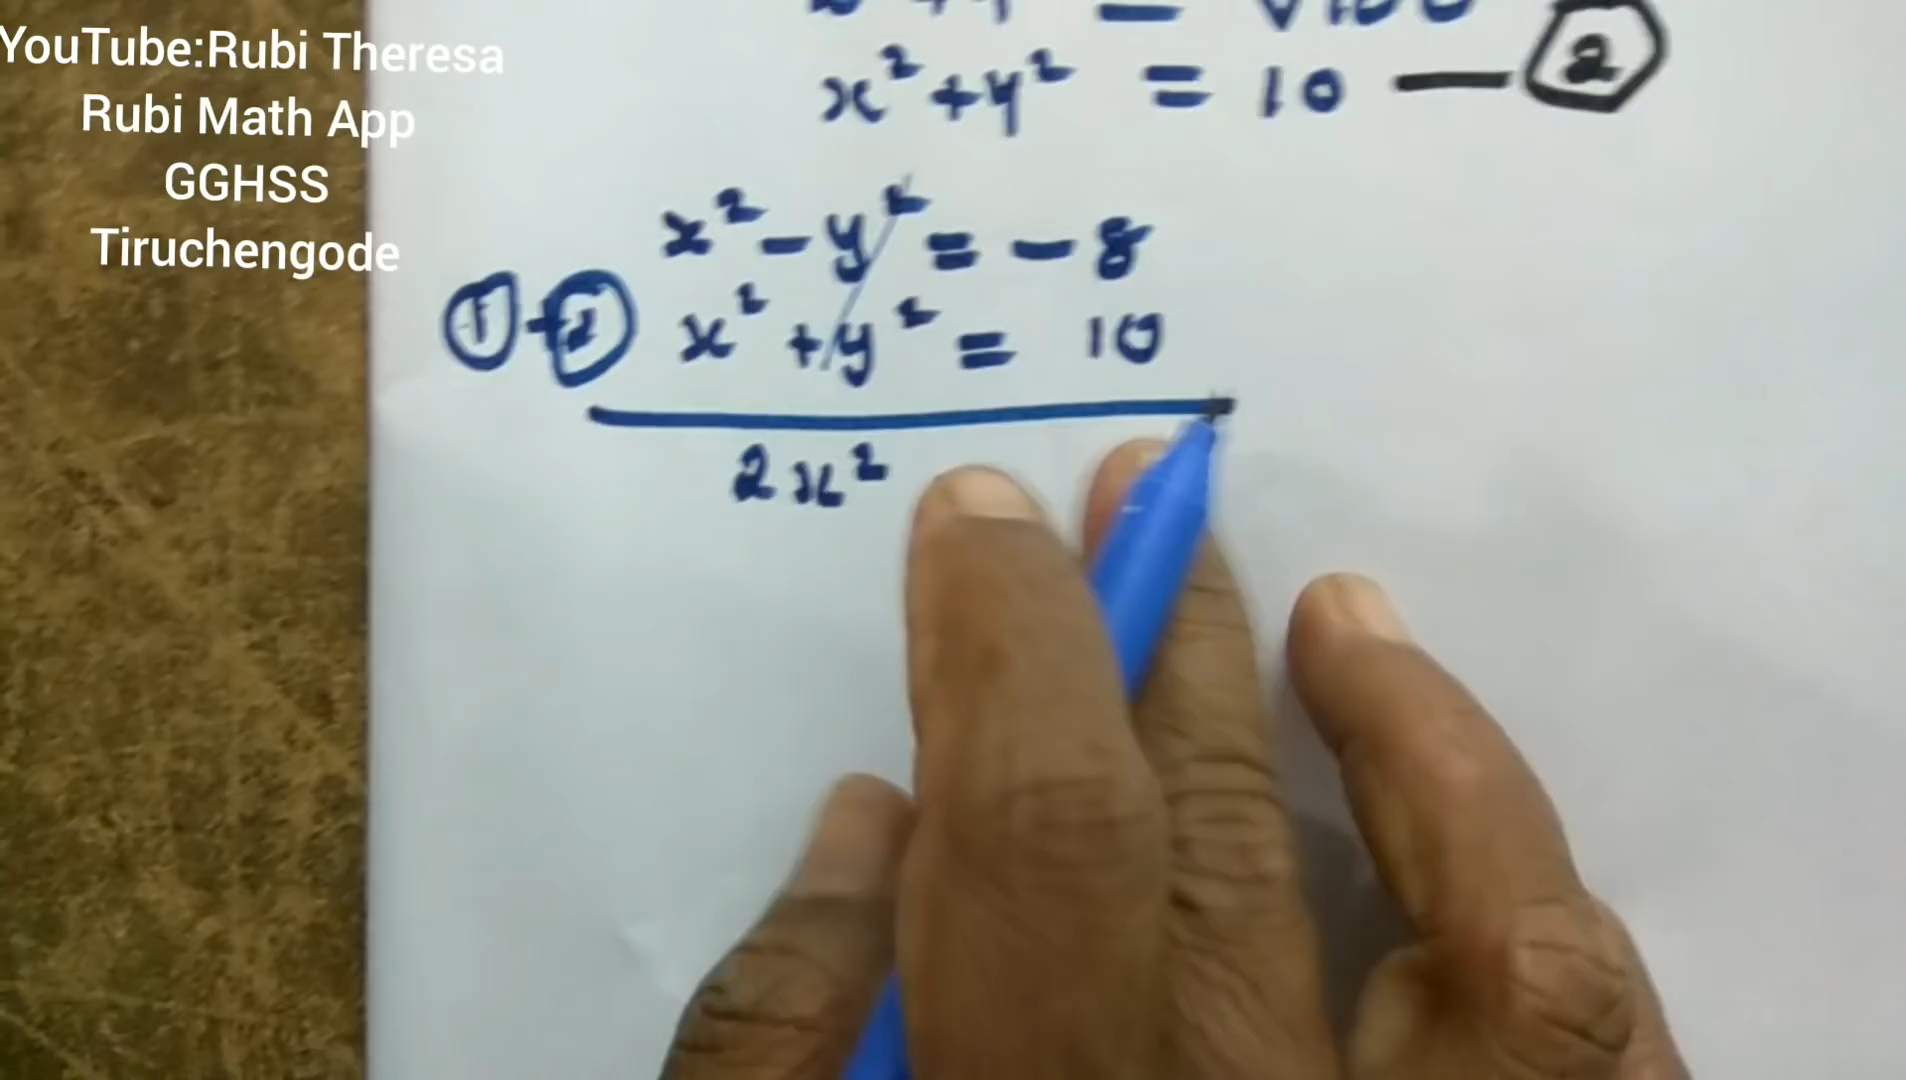 YouTube:Rubi Theresa
Rubi Math App
GGHSS
Tiruchengode
x² + y² = 10 — 2
x² - y² = - 8
1 + 2 x² + y² = 10
2x²